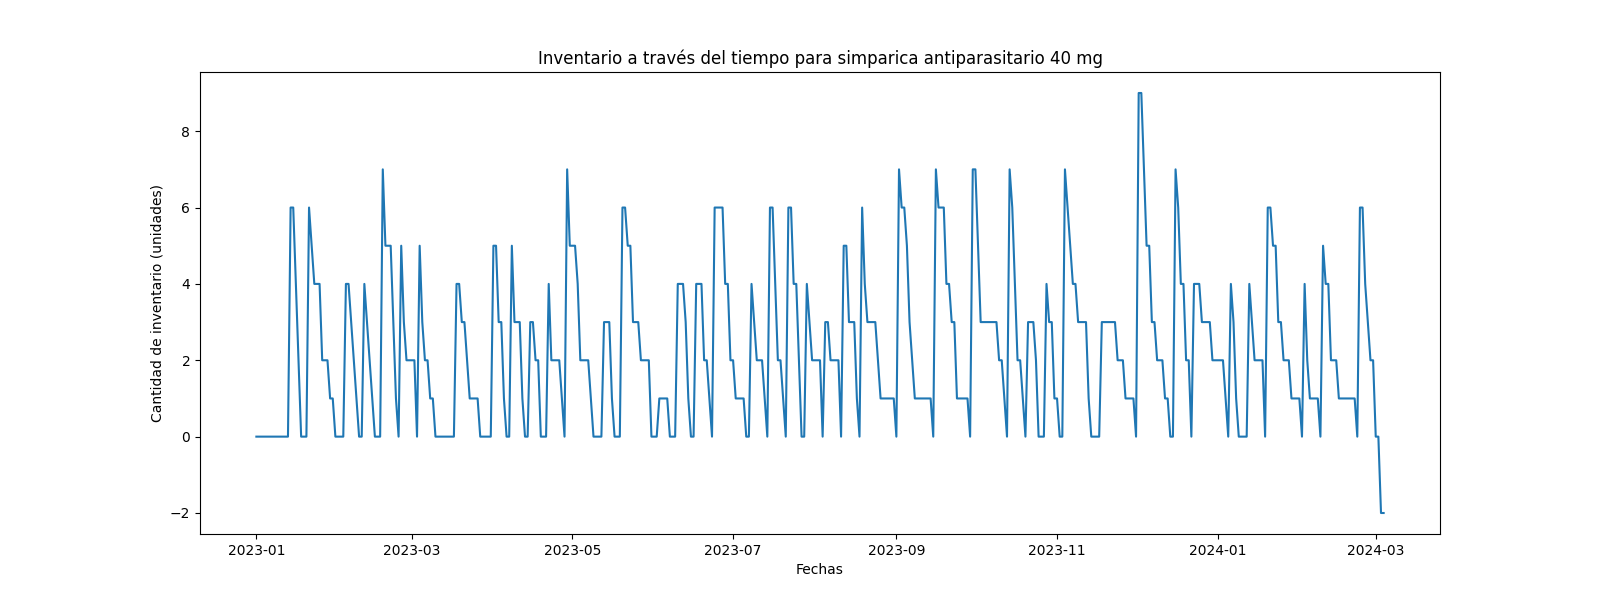 Inventario a través del tiempo para simparica antiparasitario 40 mg
Cantidad de inventario (unidades)
8
6
4
2
0
−2
2023-01 2023-03 2023-05 2023-07 2023-09 2023-11 2024-01 2024-03
Fechas